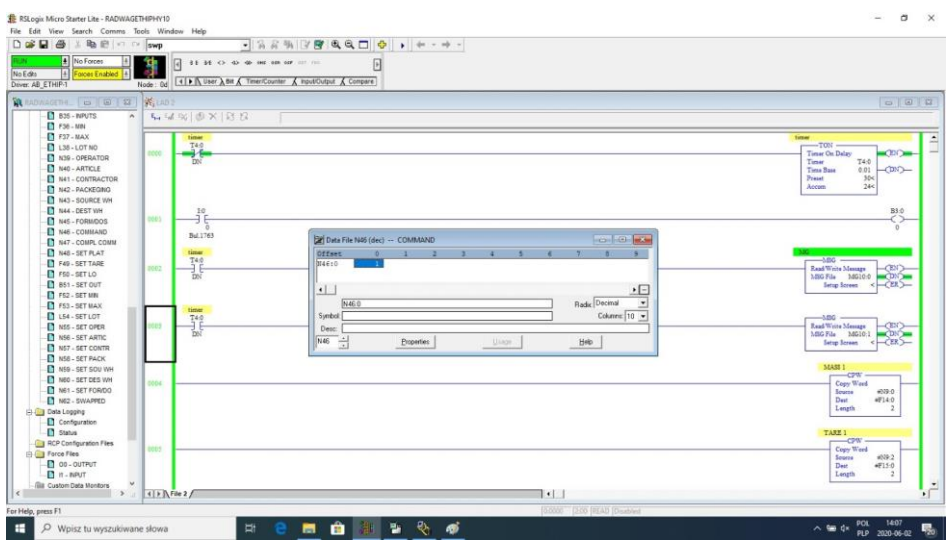 RSLogix Micro Starter Lite - RADWAGETHIPHY10
File Edit View Search Comms Tools Window Help
swp
RUN No Forces
No Edits Forces Enabled
Driver: AB_ETHIP-1 Node: 0d
User Bit Timer/Counter Input/Output Compare
LAD 2
B35 - INPUTS
F36 - MIN
F37 - MAX
L38 - LOT NO
N39 - OPERATOR
N40 - ARTICLE
N41 - CONTRACTOR
N42 - PACKEGING
N43 - SOURCE WH
N44 - DEST WH
N45 - FORM/DOS
N46 - COMMAND
N47 - COMPL COMM
N48 - SET PLAT
F49 - SET TARE
F50 - SET LO
B51 - SET OUT
F52 - SET MIN
F53 - SET MAX
L54 - SET LOT
N55 - SET OPER
N56 - SET ARTIC
N57 - SET CONTR
N58 - SET PACK
N59 - SET SOU WH
N60 - SET DES WH
N61 - SET FOR/DO
N62 - SWAPPED
Data Logging
Configuration
Status
RCP Configuration Files
Force Files
O0 - OUTPUT
I1 - INPUT
Custom Data Monitors
0000
timer
T4:0
DN
timer
TON
Timer On Delay
Timer T4:0
Time Base 0.01
Preset 30<
Accum 24<
EN
DN
0001
I:0
0
Bul.1763
B3:0
0
0002
timer
T4:0
DN
MG
MSG
Read/Write Message
MSG File MG10:0
Setup Screen <
EN
DN
ER
0003
timer
T4:0
DN
MSG
Read/Write Message
MSG File MG10:1
Setup Screen <
EN
DN
ER
0004
MASS 1
CPW
Copy Word
Source #N9:0
Dest #F14:0
Length 2
0005
TARE 1
CPW
Copy Word
Source #N9:2
Dest #F15:0
Length 2
Data File N46 (dec) -- COMMAND
Offset 0 1 2 3 4 5 6 7 8 9
N46:0 1
N46:0 Radix: Decimal
Symbol: Columns: 10
Desc:
N46 Properties Usage Help
File 2
For Help, press F1
2:00 READ Disabled
Wpisz tu wyszukiwane słowa
POL 14:07
PLP 2020-06-02